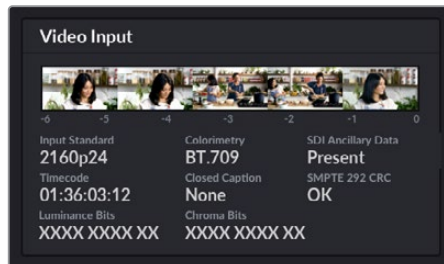 Video Input
-6 -5 -4 -3 -2 -1 0
Input Standard Colorimetry SDI Ancillary Data
2160p24 BT.709 Present
Timecode Closed Caption SMPTE 292 CRC
01:36:03:12 None OK
Luminance Bits Chroma Bits
XXXX XXXX XX XXXX XXXX XX